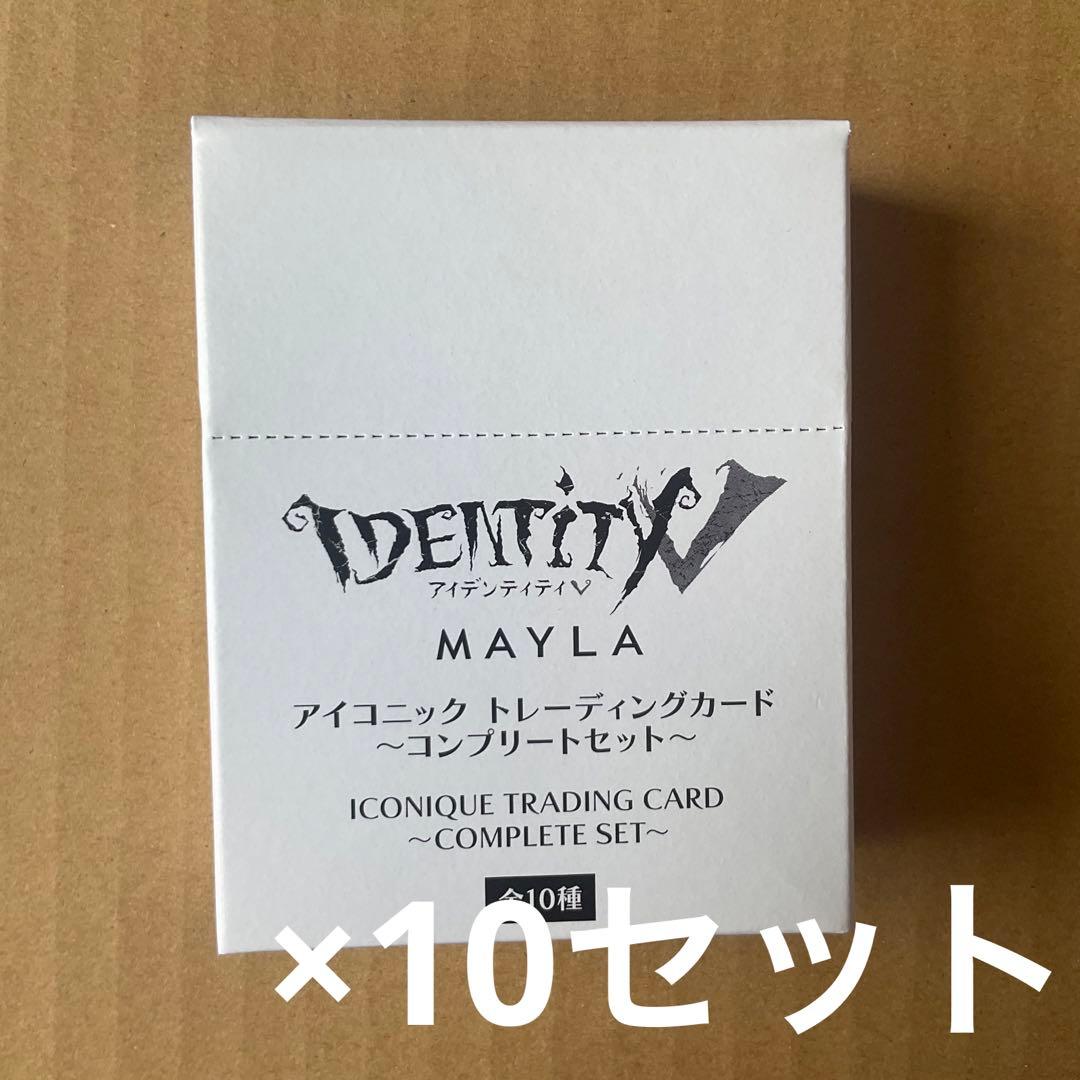 IDENTITY V
アイデンティティV
MAYLA
アイコニック トレーディングカード
～コンプリートセット～
ICONIQUE TRADING CARD
～COMPLETE SET～
全10種
×10セット